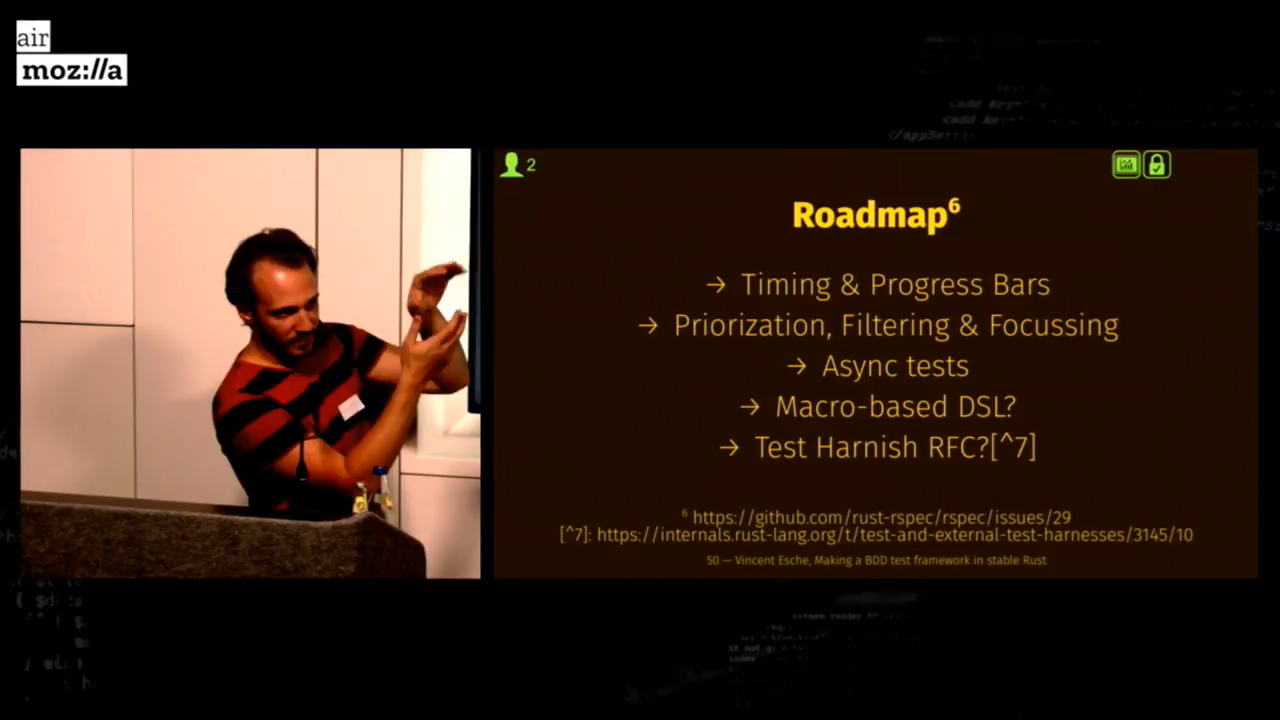 air
moz://a
2
Roadmap⁶
→ Timing & Progress Bars
→ Priorization, Filtering & Focussing
→ Async tests
→ Macro-based DSL?
→ Test Harnish RFC?[^7]
⁶ https://github.com/rust-rspec/rspec/issues/29
[^7]: https://internals.rust-lang.org/t/test-and-external-test-harnesses/3145/10
50 — Vincent Esche, Making a BDD test framework in stable Rust